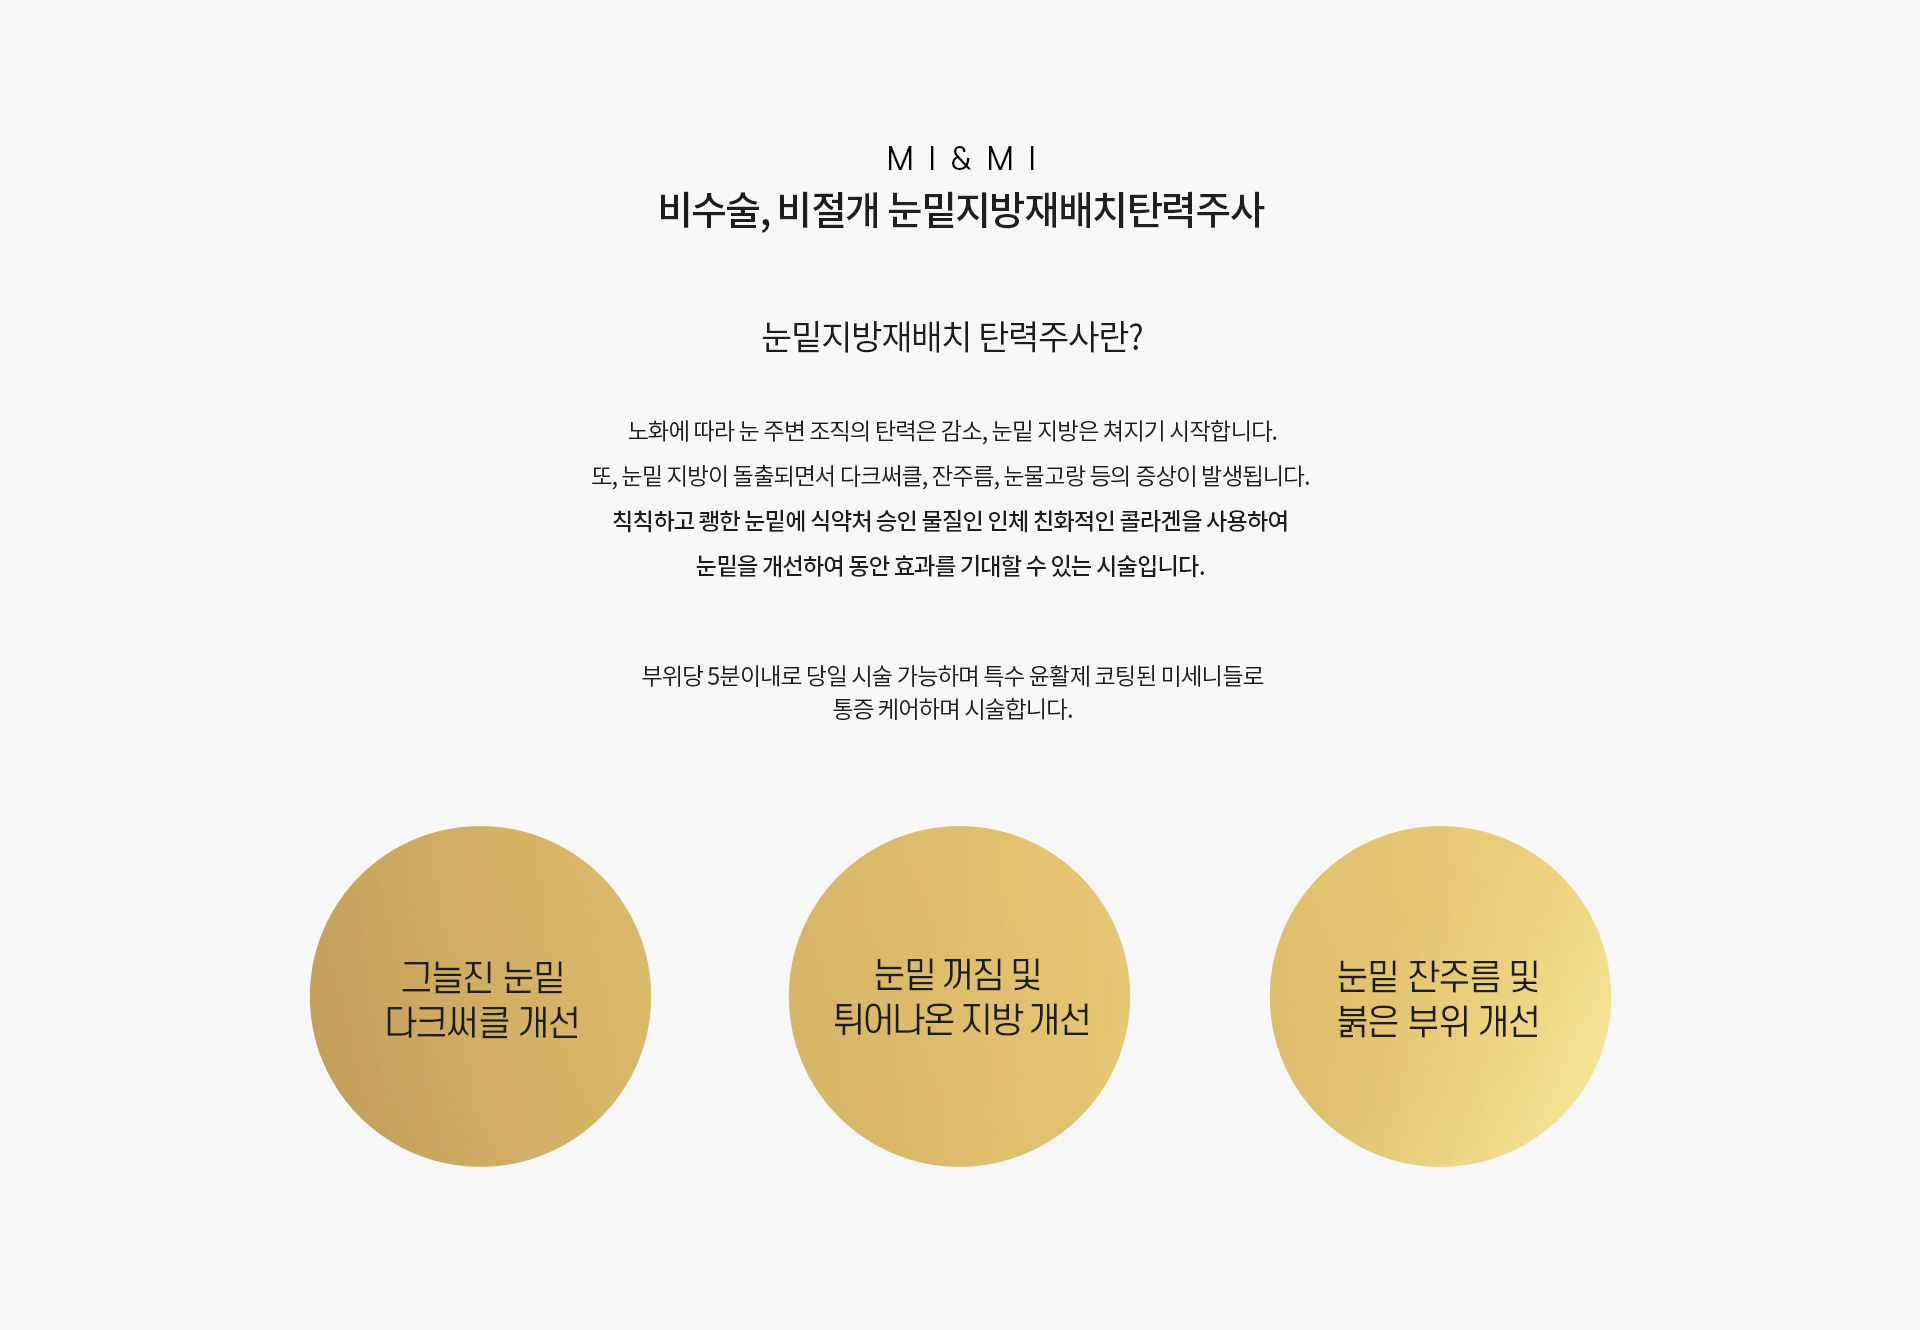 MI&MI
비수술, 비절개 눈밑지방재배치탄력주사
눈밑지방재배치 탄력주사란?
노화에 따라 눈 주변 조직의 탄력은 감소, 눈밑 지방은 쳐지기 시작합니다.
또, 눈밑 지방이 돌출되면서 다크써클, 잔주름, 눈물고랑 등의 증상이 발생됩니다.
칙칙하고 쾡한 눈밑에 식약처 승인 물질인 인체 친화적인 콜라겐을 사용하여
눈밑을 개선하여 동안 효과를 기대할 수 있는 시술입니다.
부위당 5분이내로 당일 시술 가능하며 특수 윤활제 코팅된 미세니들로
통증 케어하며 시술합니다.
그늘진 눈밑
다크써클 개선
눈밑 꺼짐 및
튀어나온 지방 개선
눈밑 잔주름 및
붉은 부위 개선